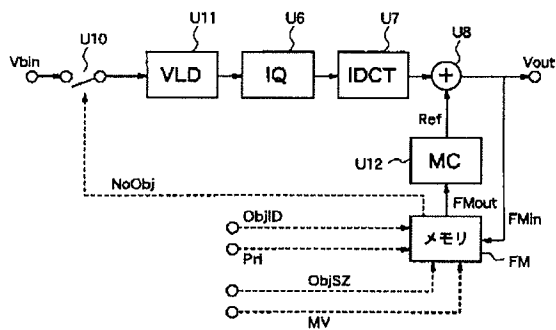 U10
U11
U6
U7
U8
Vbin
VLD
IQ
IDCT
+
Vout
Ref
U12
MC
NoObj
FMout
FMin
ObjID
メモリ
Pri
FM
ObjSZ
MV